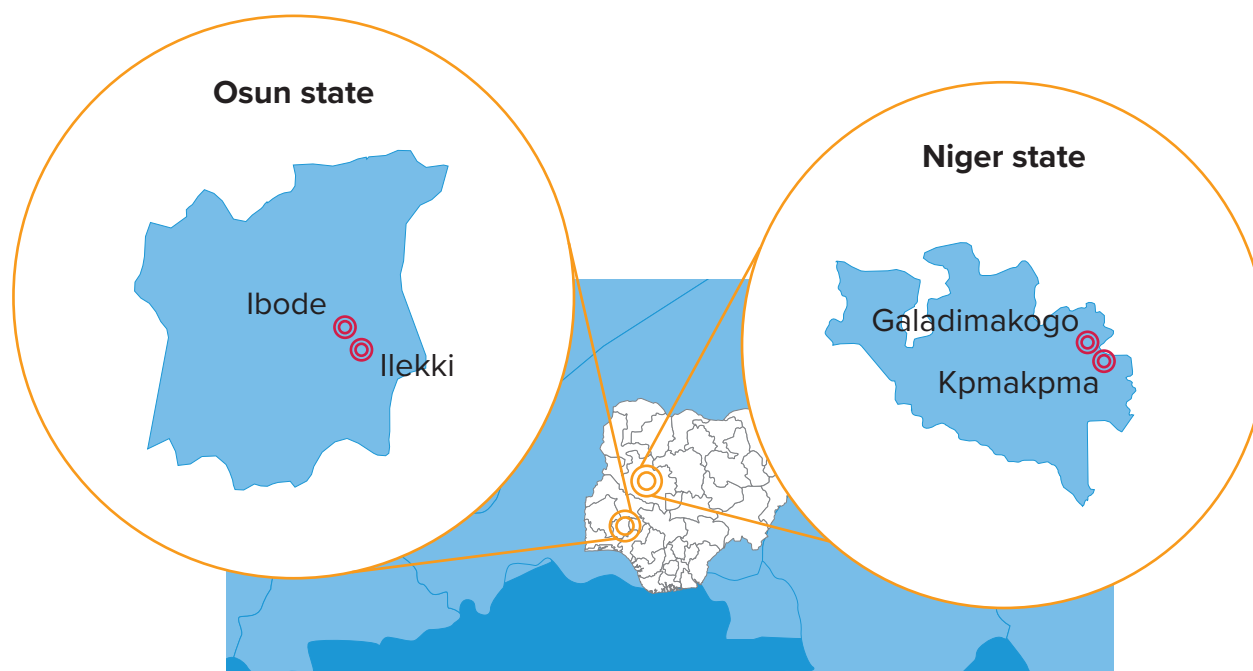 Osun state
Ibode
Ilekki
Niger state
Galadimakogo
Kpmakpma